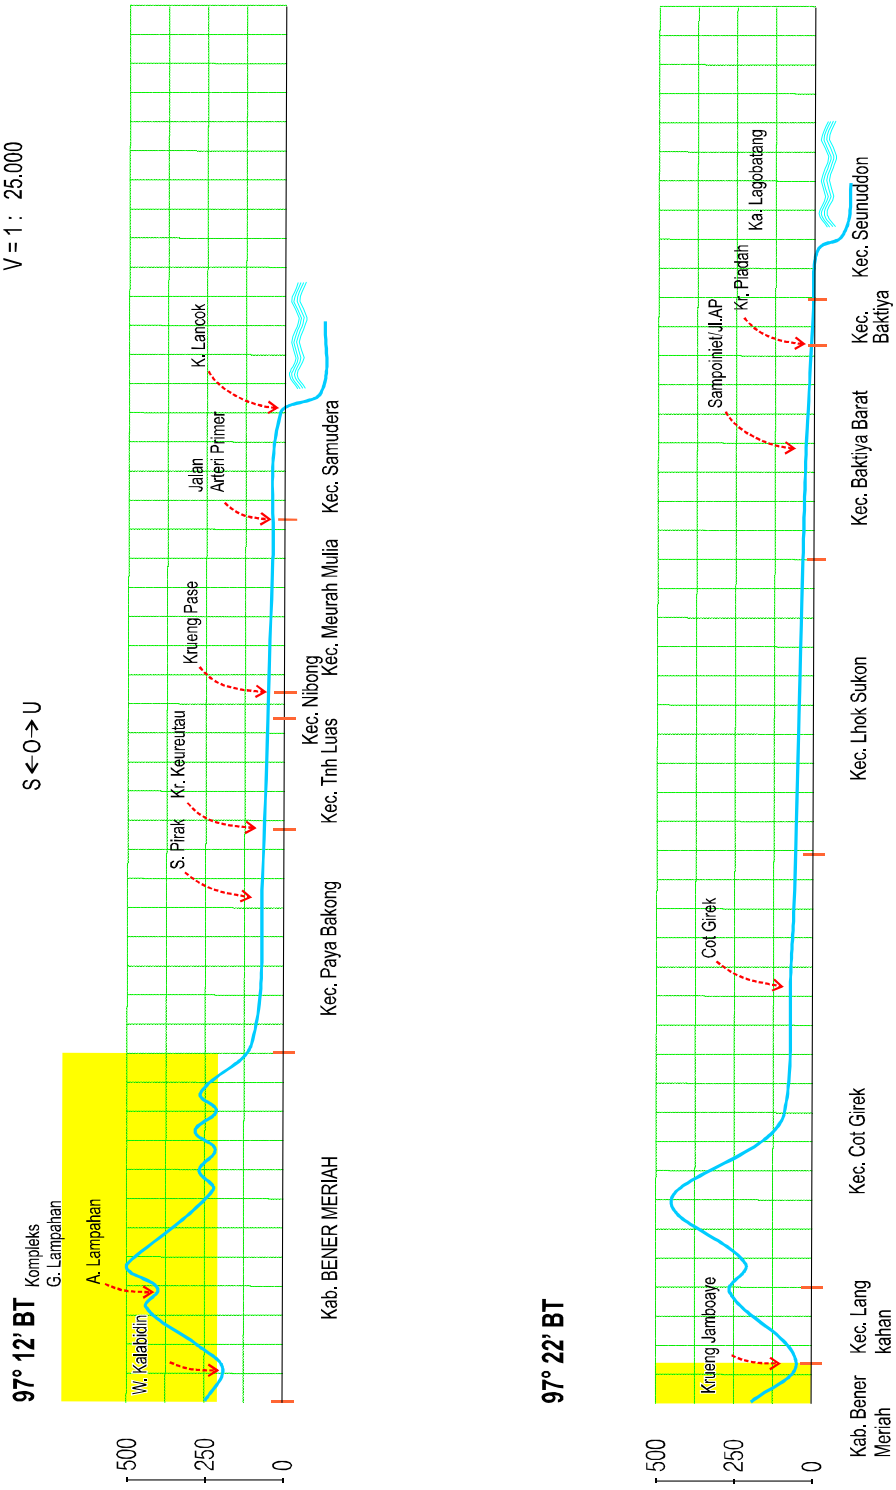 V = 1 : 25.000
S ← O → U
97° 12' BT
Kompleks
G. Lampahan
A. Lampahan
W. Kalabidin
S. Pirak
Kr. Keureutau
Krueng Pase
Jalan
Arteri Primer
K. Lancok
500
250
0
Kab. BENER MERIAH
Kec. Paya Bakong
Kec. Tnh Luas
Kec. Nibong
Kec. Meurah Mulia
Kec. Samudera
97° 22' BT
Krueng Jamboaye
Cot Girek
Sampoiniet/Jl.AP
Kr. Piadah
Ka. Lagobatang
500
250
0
Kab. Bener
Meriah
Kec. Lang
kahan
Kec. Cot Girek
Kec. Lhok Sukon
Kec. Baktiya Barat
Kec.
Baktiya
Kec. Seunuddon